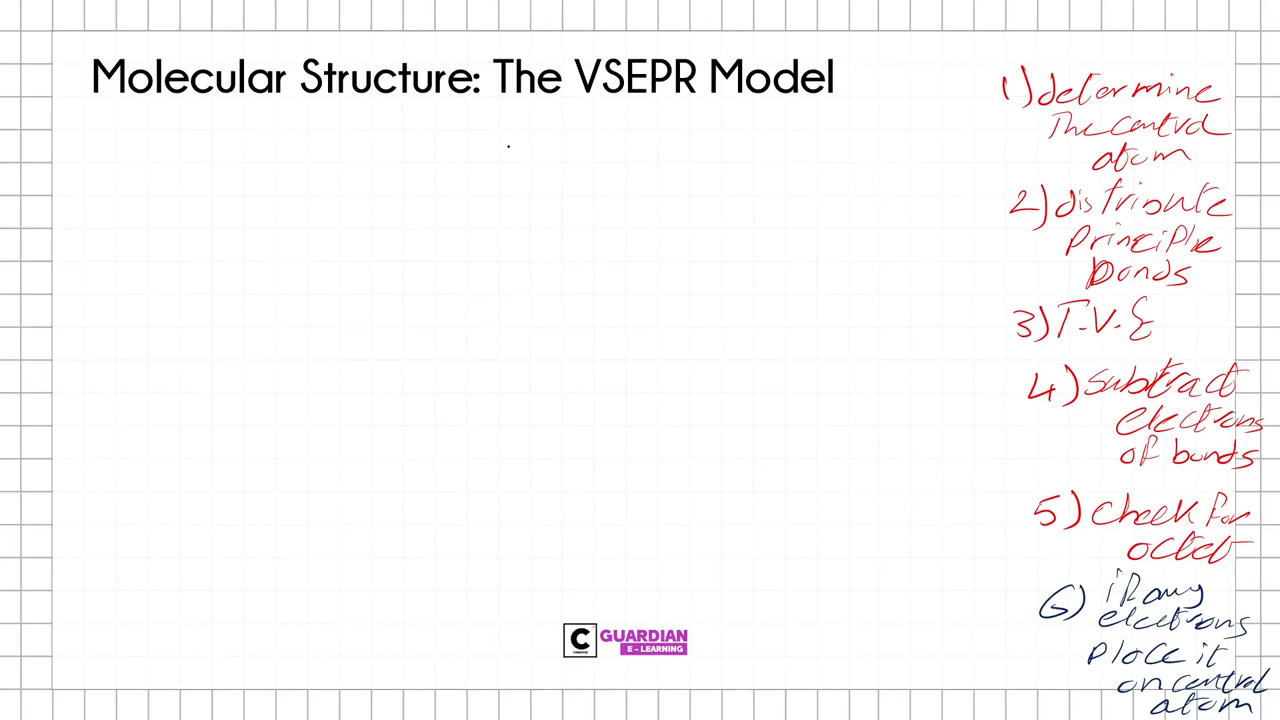 Molecular Structure: The VSEPR Model
1) determine
The central
atom
2) distribute
Principle
bonds
3) T.V.E
4) subtract
electrons
of bonds
5) check for
octet
6) if any
electrons
place it
on central
atom
C
GUARDIAN
E - LEARNING